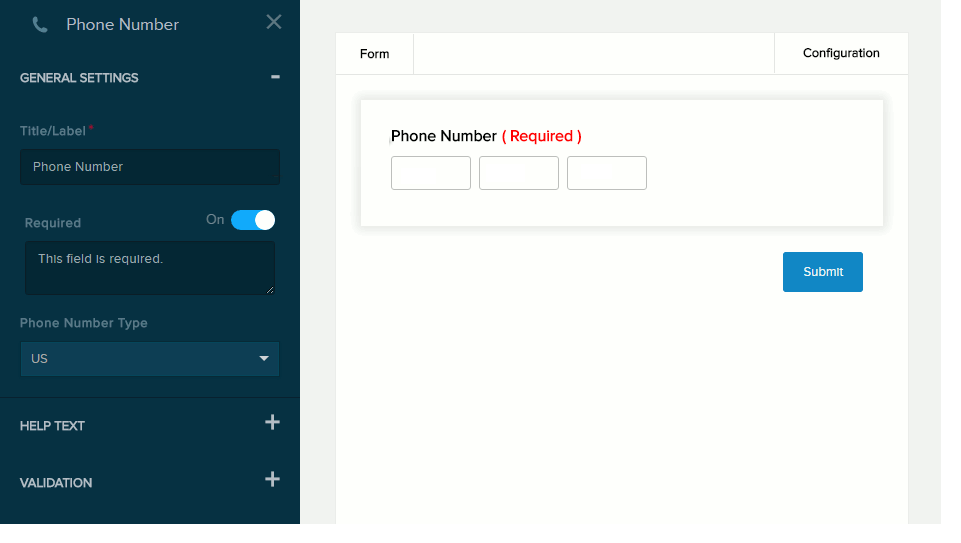 Phone Number
GENERAL SETTINGS
Title/Label*
Phone Number
Required On
This field is required.
Phone Number Type
US
HELP TEXT
VALIDATION
Form
Configuration
Phone Number ( Required )
Submit